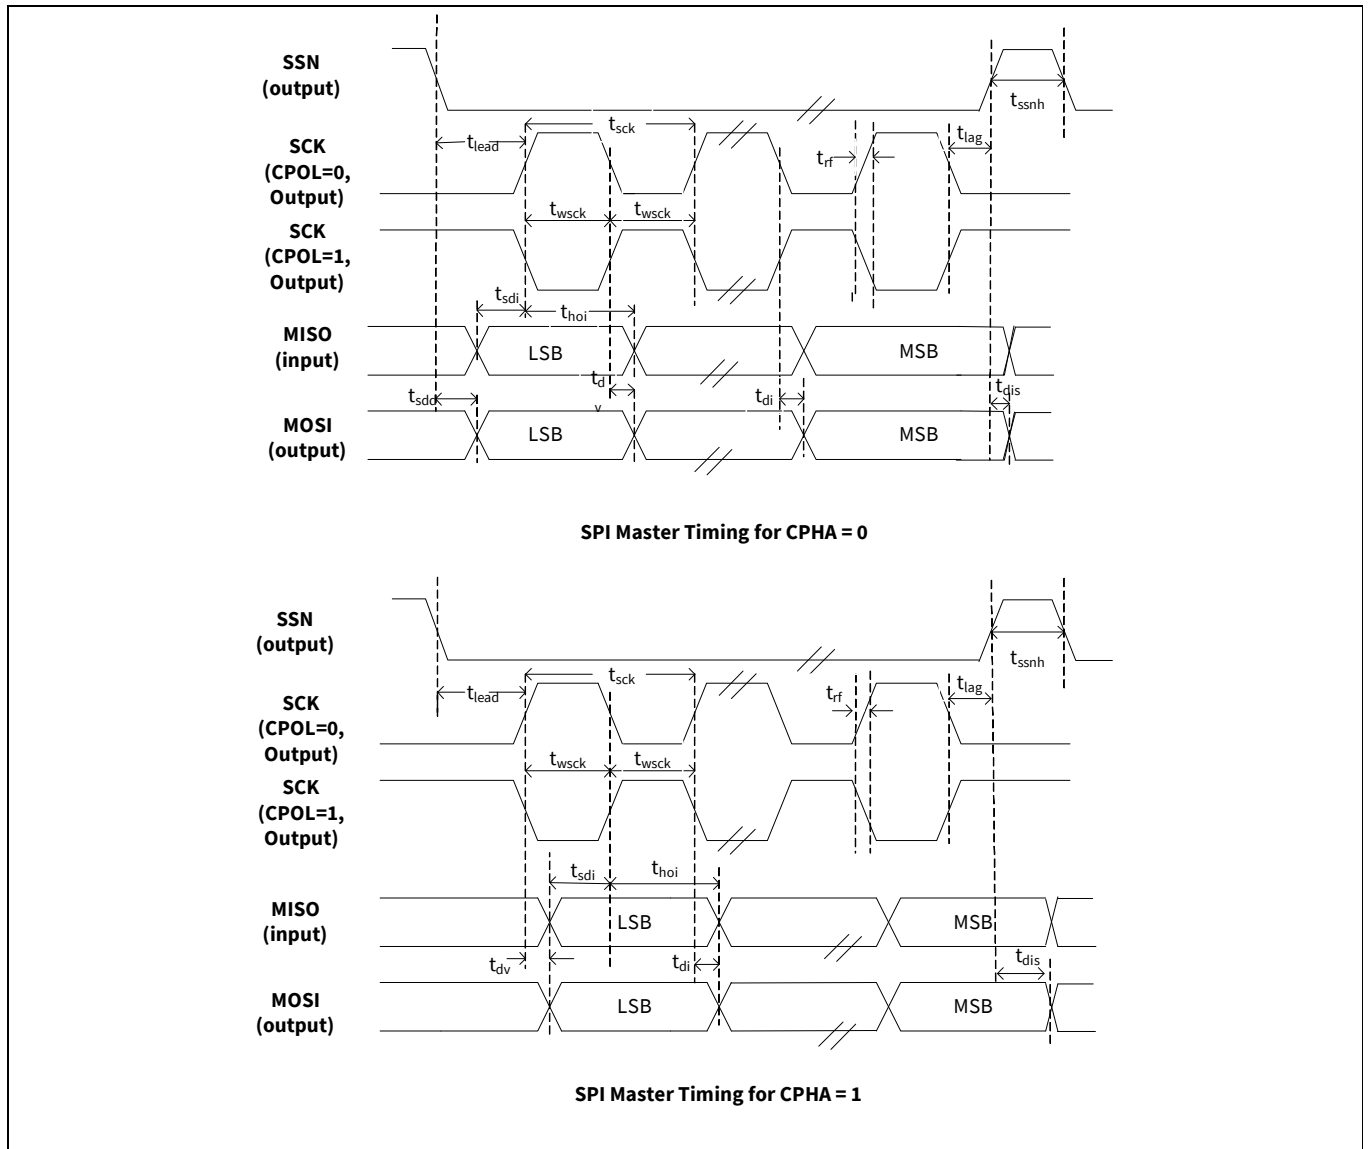 SSN
(output)
tssnh
tsck
tlead
tlag
SCK
(CPOL=0,
Output)
trf
twsck twsck
SCK
(CPOL=1,
Output)
tsdi
thoi
MISO
(input)
LSB MSB
td
v
tsdo tdi tdis
MOSI
(output)
LSB MSB
SPI Master Timing for CPHA = 0
SSN
(output)
tssnh
tsck
tlead
trf
tlag
SCK
(CPOL=0,
Output)
twsck twsck
SCK
(CPOL=1,
Output)
tsdi thoi
MISO
(input)
LSB MSB
tdv tdi tdis
MOSI
(output)
LSB MSB
SPI Master Timing for CPHA = 1